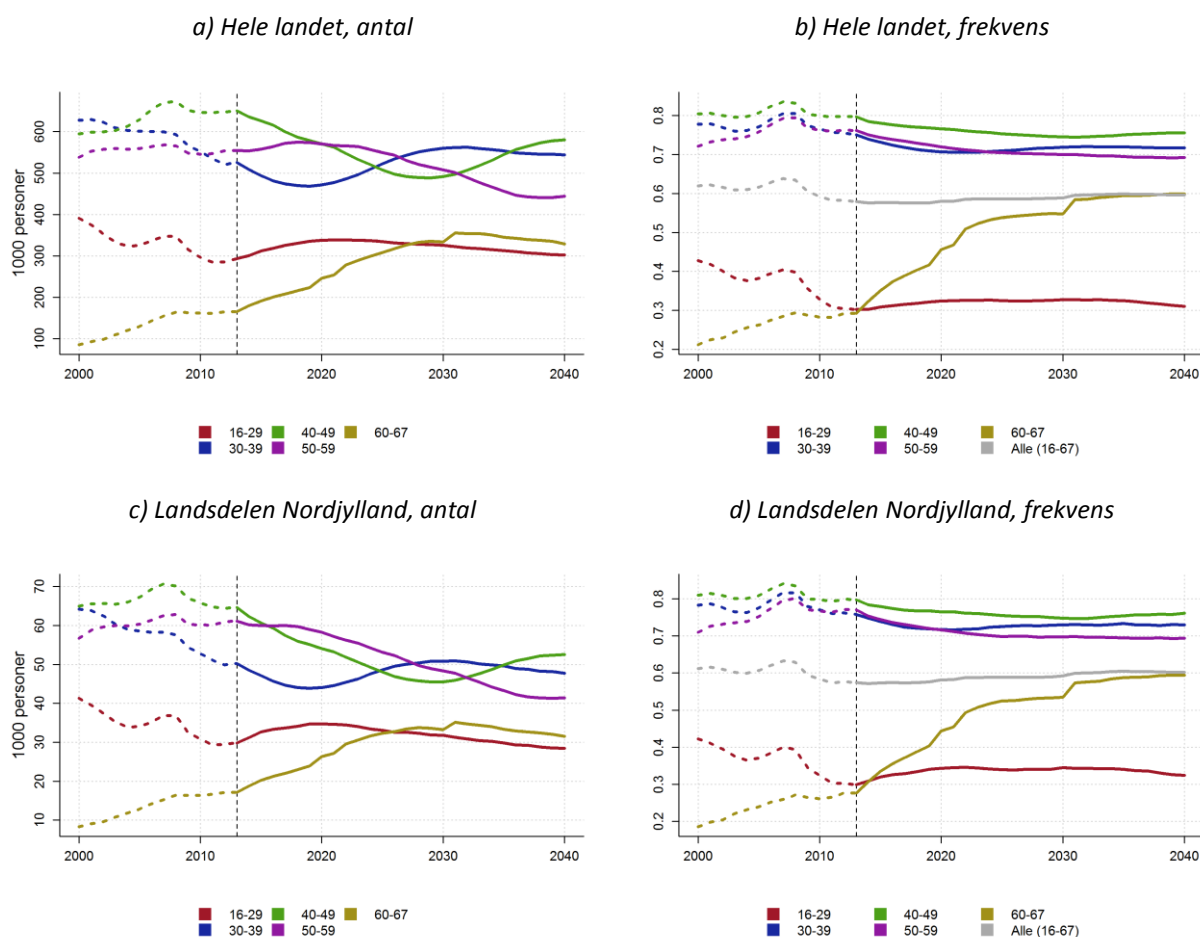 a) Hele landet, antal
1000 personer
600
500
400
300
200
100
2000 2010 2020 2030 2040
16-29 40-49 60-67
30-39 50-59
b) Hele landet, frekvens
0.8
0.7
0.6
0.5
0.4
0.3
0.2
2000 2010 2020 2030 2040
16-29 40-49 60-67
30-39 50-59 Alle (16-67)
c) Landsdelen Nordjylland, antal
1000 personer
70
60
50
40
30
20
10
2000 2010 2020 2030 2040
16-29 40-49 60-67
30-39 50-59
d) Landsdelen Nordjylland, frekvens
0.8
0.7
0.6
0.5
0.4
0.3
0.2
2000 2010 2020 2030 2040
16-29 40-49 60-67
30-39 50-59 Alle (16-67)